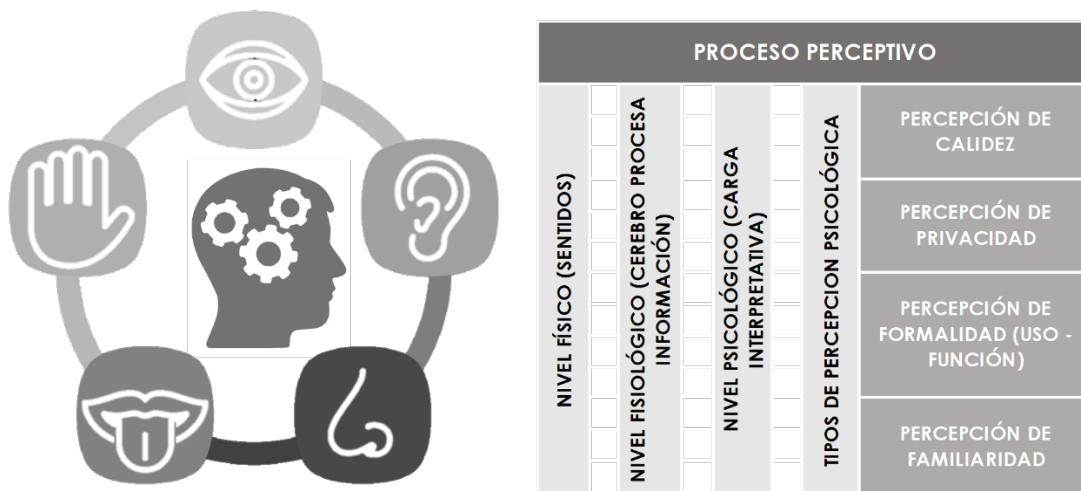 PROCESO PERCEPTIVO
NIVEL FÍSICO (SENTIDOS)
NIVEL FISIOLÓGICO (CEREBRO PROCESA
INFORMACIÓN)
NIVEL PSICOLÓGICO (CARGA
INTERPRETATIVA)
TIPOS DE PERCEPCION PSICOLÓGICA
PERCEPCIÓN DE
CALIDEZ
PERCEPCIÓN DE
PRIVACIDAD
PERCEPCIÓN DE
FORMALIDAD (USO -
FUNCIÓN)
PERCEPCIÓN DE
FAMILIARIDAD